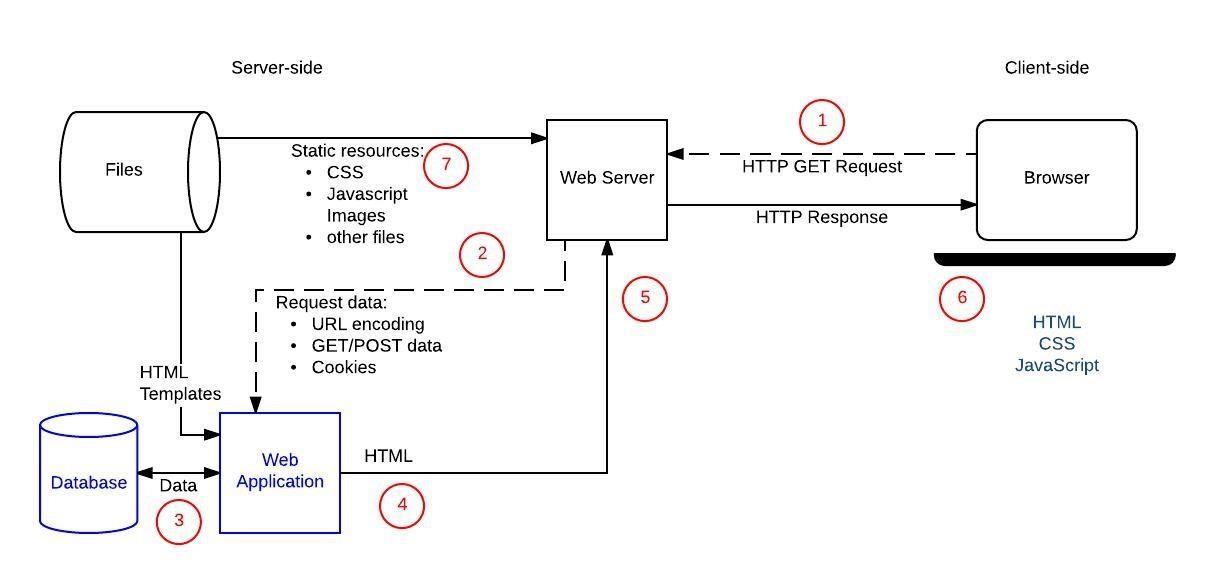 Server-side
Client-side
1
Files
Static resources:
• CSS
• Javascript
Images
• other files
7
Web Server
HTTP GET Request
HTTP Response
Browser
2
Request data:
• URL encoding
• GET/POST data
• Cookies
5
6
HTML
CSS
JavaScript
HTML
Templates
Database
Data
3
Web
Application
HTML
4